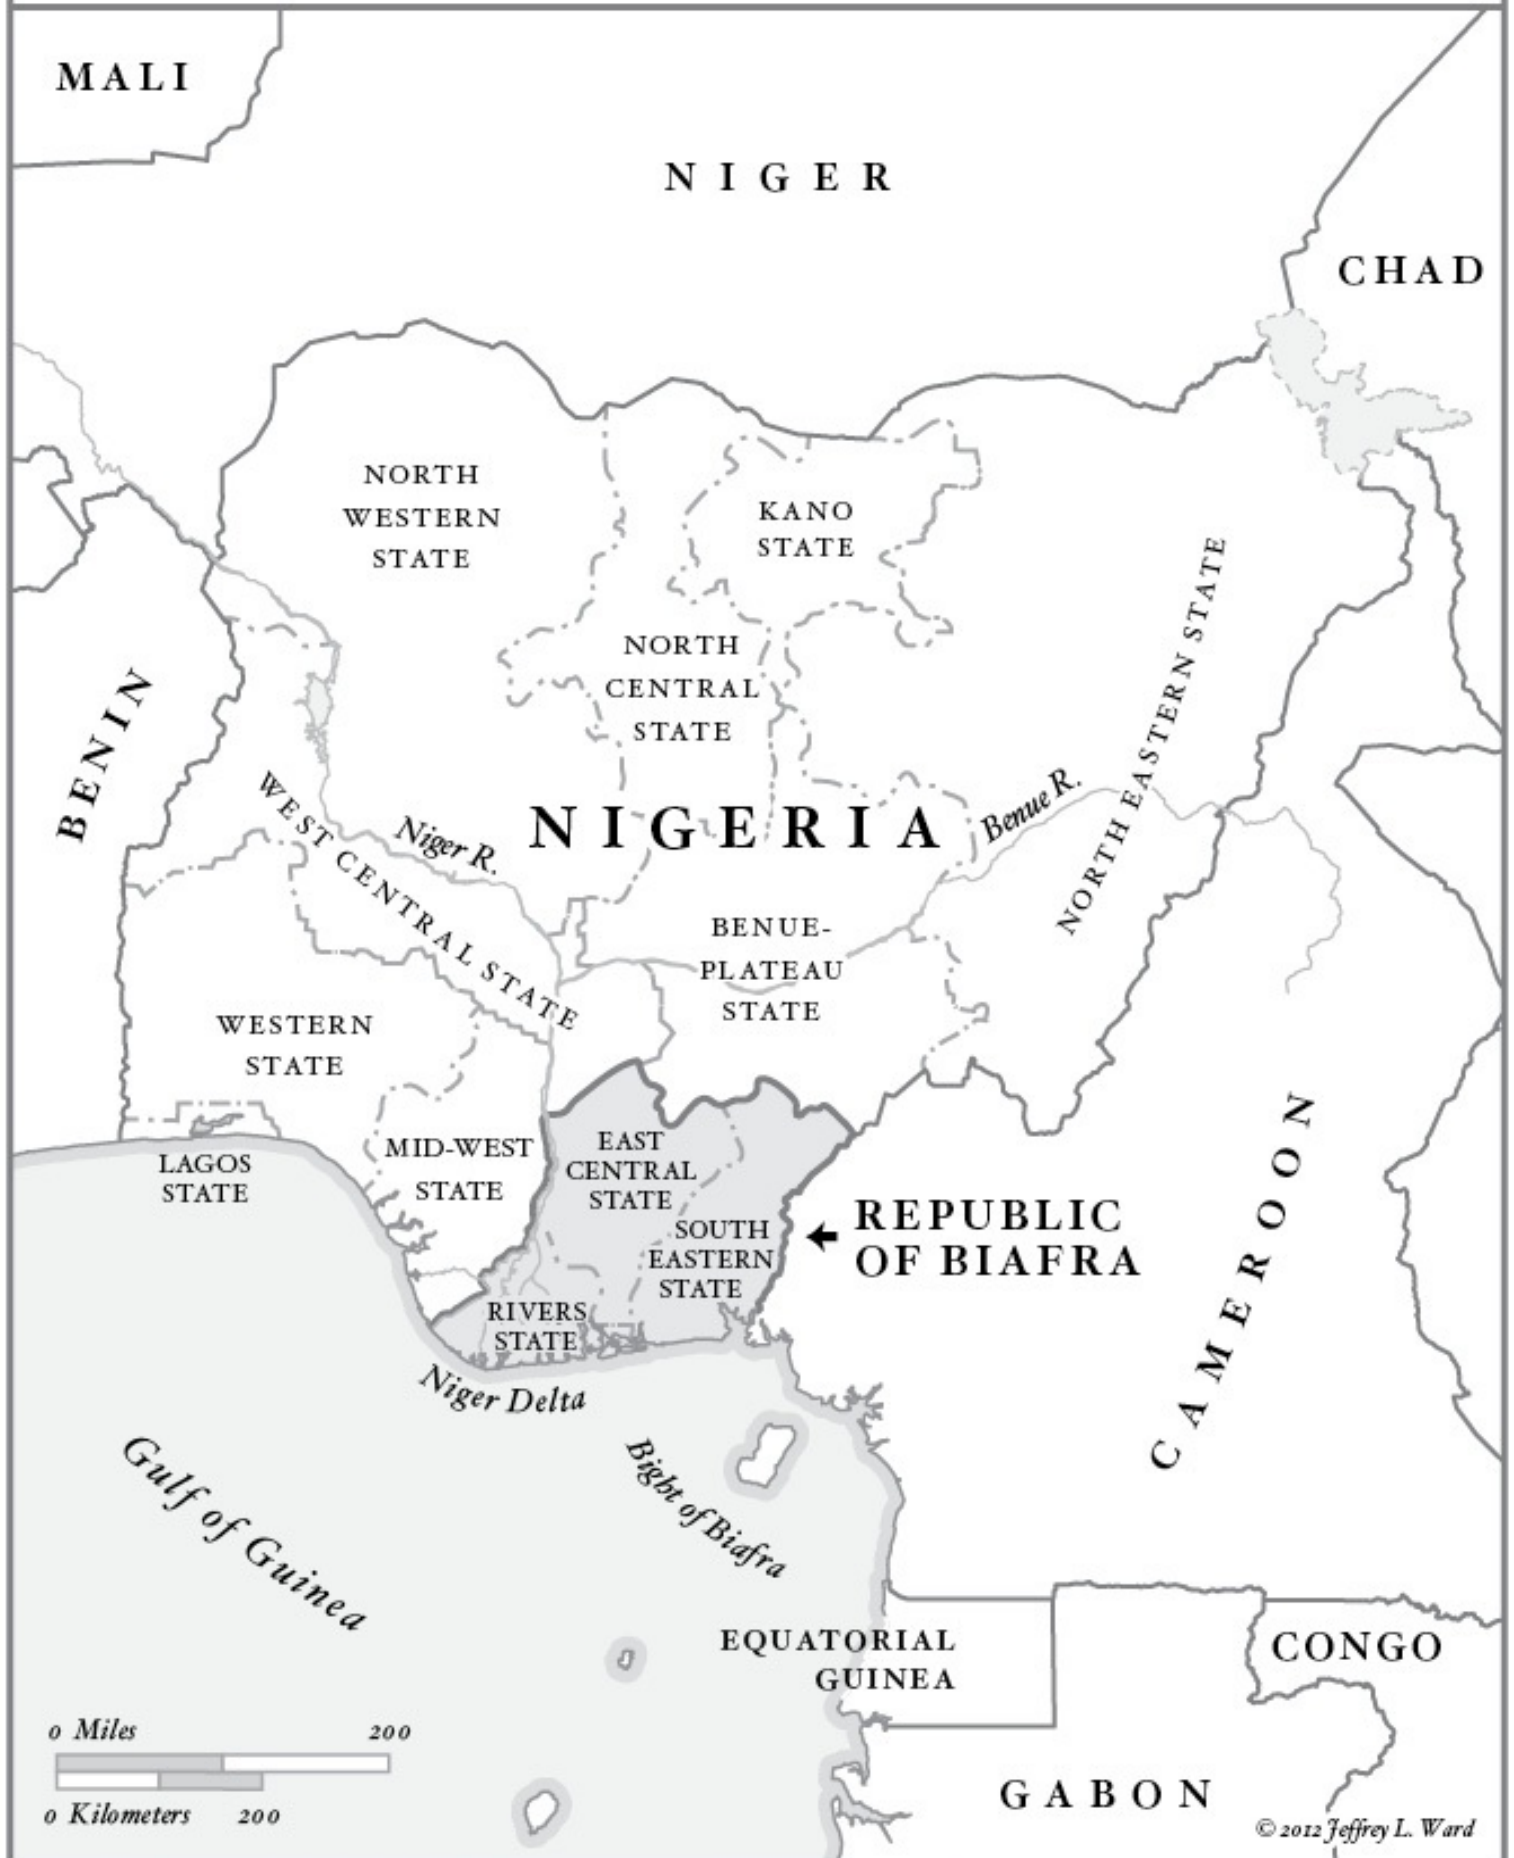 MALI
NIGER
CHAD
NORTH
WESTERN
STATE
KANO
STATE
NORTH EASTERN STATE
NORTH
CENTRAL
STATE
BENIN
WEST CENTRAL STATE
Niger R.
NIGERIA
Benue R.
BENUE-
PLATEAU
STATE
WESTERN
STATE
LAGOS
STATE
MID-WEST
STATE
EAST
CENTRAL
STATE
SOUTH
EASTERN
STATE
REPUBLIC
OF BIAFRA
CAMEROON
RIVERS
STATE
Niger Delta
Gulf of Guinea
Bight of Biafra
EQUATORIAL
GUINEA
CONGO
GABON
0 Miles 200
0 Kilometers 200
© 2012 Jeffrey L. Ward